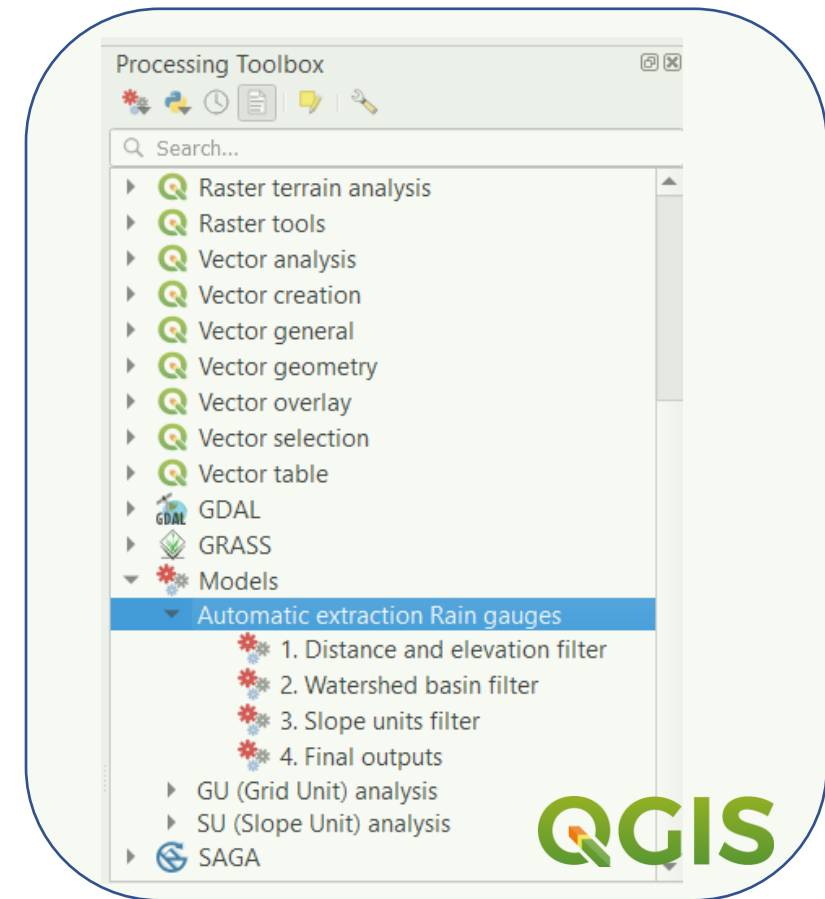 Processing Toolbox
Search...
Raster terrain analysis
Raster tools
Vector analysis
Vector creation
Vector general
Vector geometry
Vector overlay
Vector selection
Vector table
GDAL GDAL
GRASS
Models
Automatic extraction Rain gauges
1. Distance and elevation filter
2. Watershed basin filter
3. Slope units filter
4. Final outputs
GU (Grid Unit) analysis
SU (Slope Unit) analysis
SAGA
QGIS